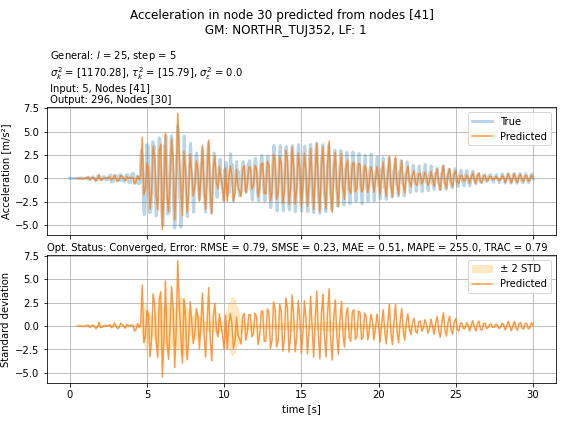 Acceleration in node 30 predicted from nodes [41]
GM: NORTHR_TUJ352, LF: 1
General: l = 25, step = 5
σ²ₖ = [1170.28], τ²ₖ = [15.79], σ²ε = 0.0
Input: 5, Nodes [41]
Output: 296, Nodes [30]
Acceleration [m/s²]
7.5
5.0
2.5
0.0
−2.5
−5.0
True
Predicted
Opt. Status: Converged, Error: RMSE = 0.79, SMSE = 0.23, MAE = 0.51, MAPE = 255.0, TRAC = 0.79
Standard deviation
7.5
5.0
2.5
0.0
−2.5
−5.0
± 2 STD
Predicted
0 5 10 15 20 25 30
time [s]